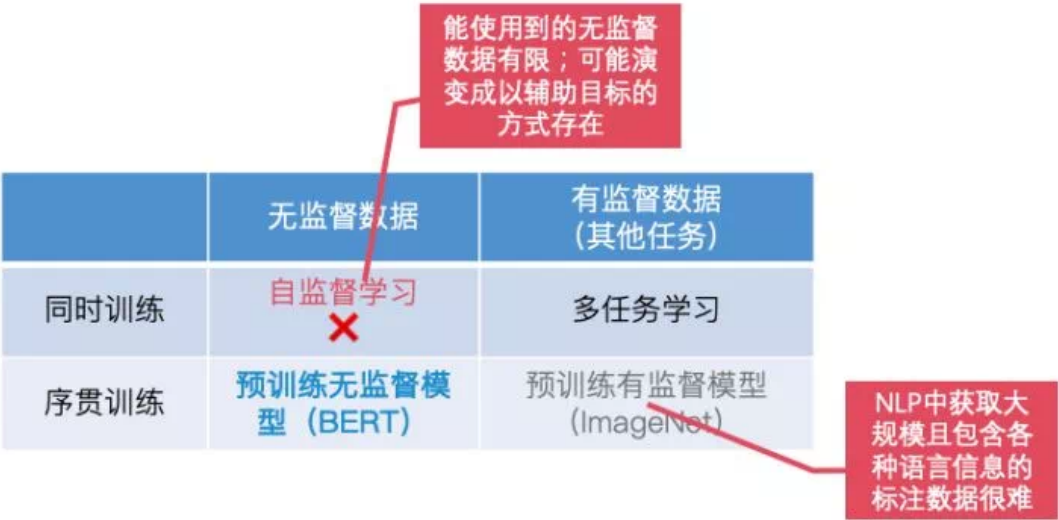 能使用到的无监督
数据有限；可能演
变成以辅助目标的
方式存在
无监督数据
有监督数据
（其他任务）
同时训练
自监督学习
多任务学习
序贯训练
预训练无监督模
型（BERT）
预训练有监督模型
（ImageNet）
NLP中获取大
规模且包含各
种语言信息的
标注数据很难